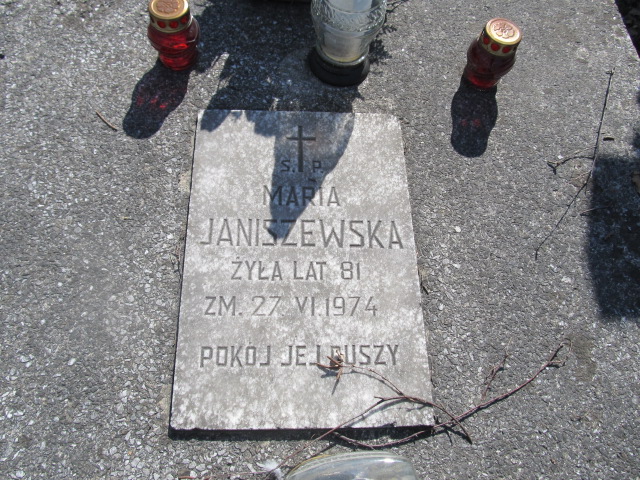 Ś. P.
MARIA
JANISZEWSKA
ŻYŁA LAT 81
ZM. 27. VI. 1974
POKÓJ JEJ DUSZY